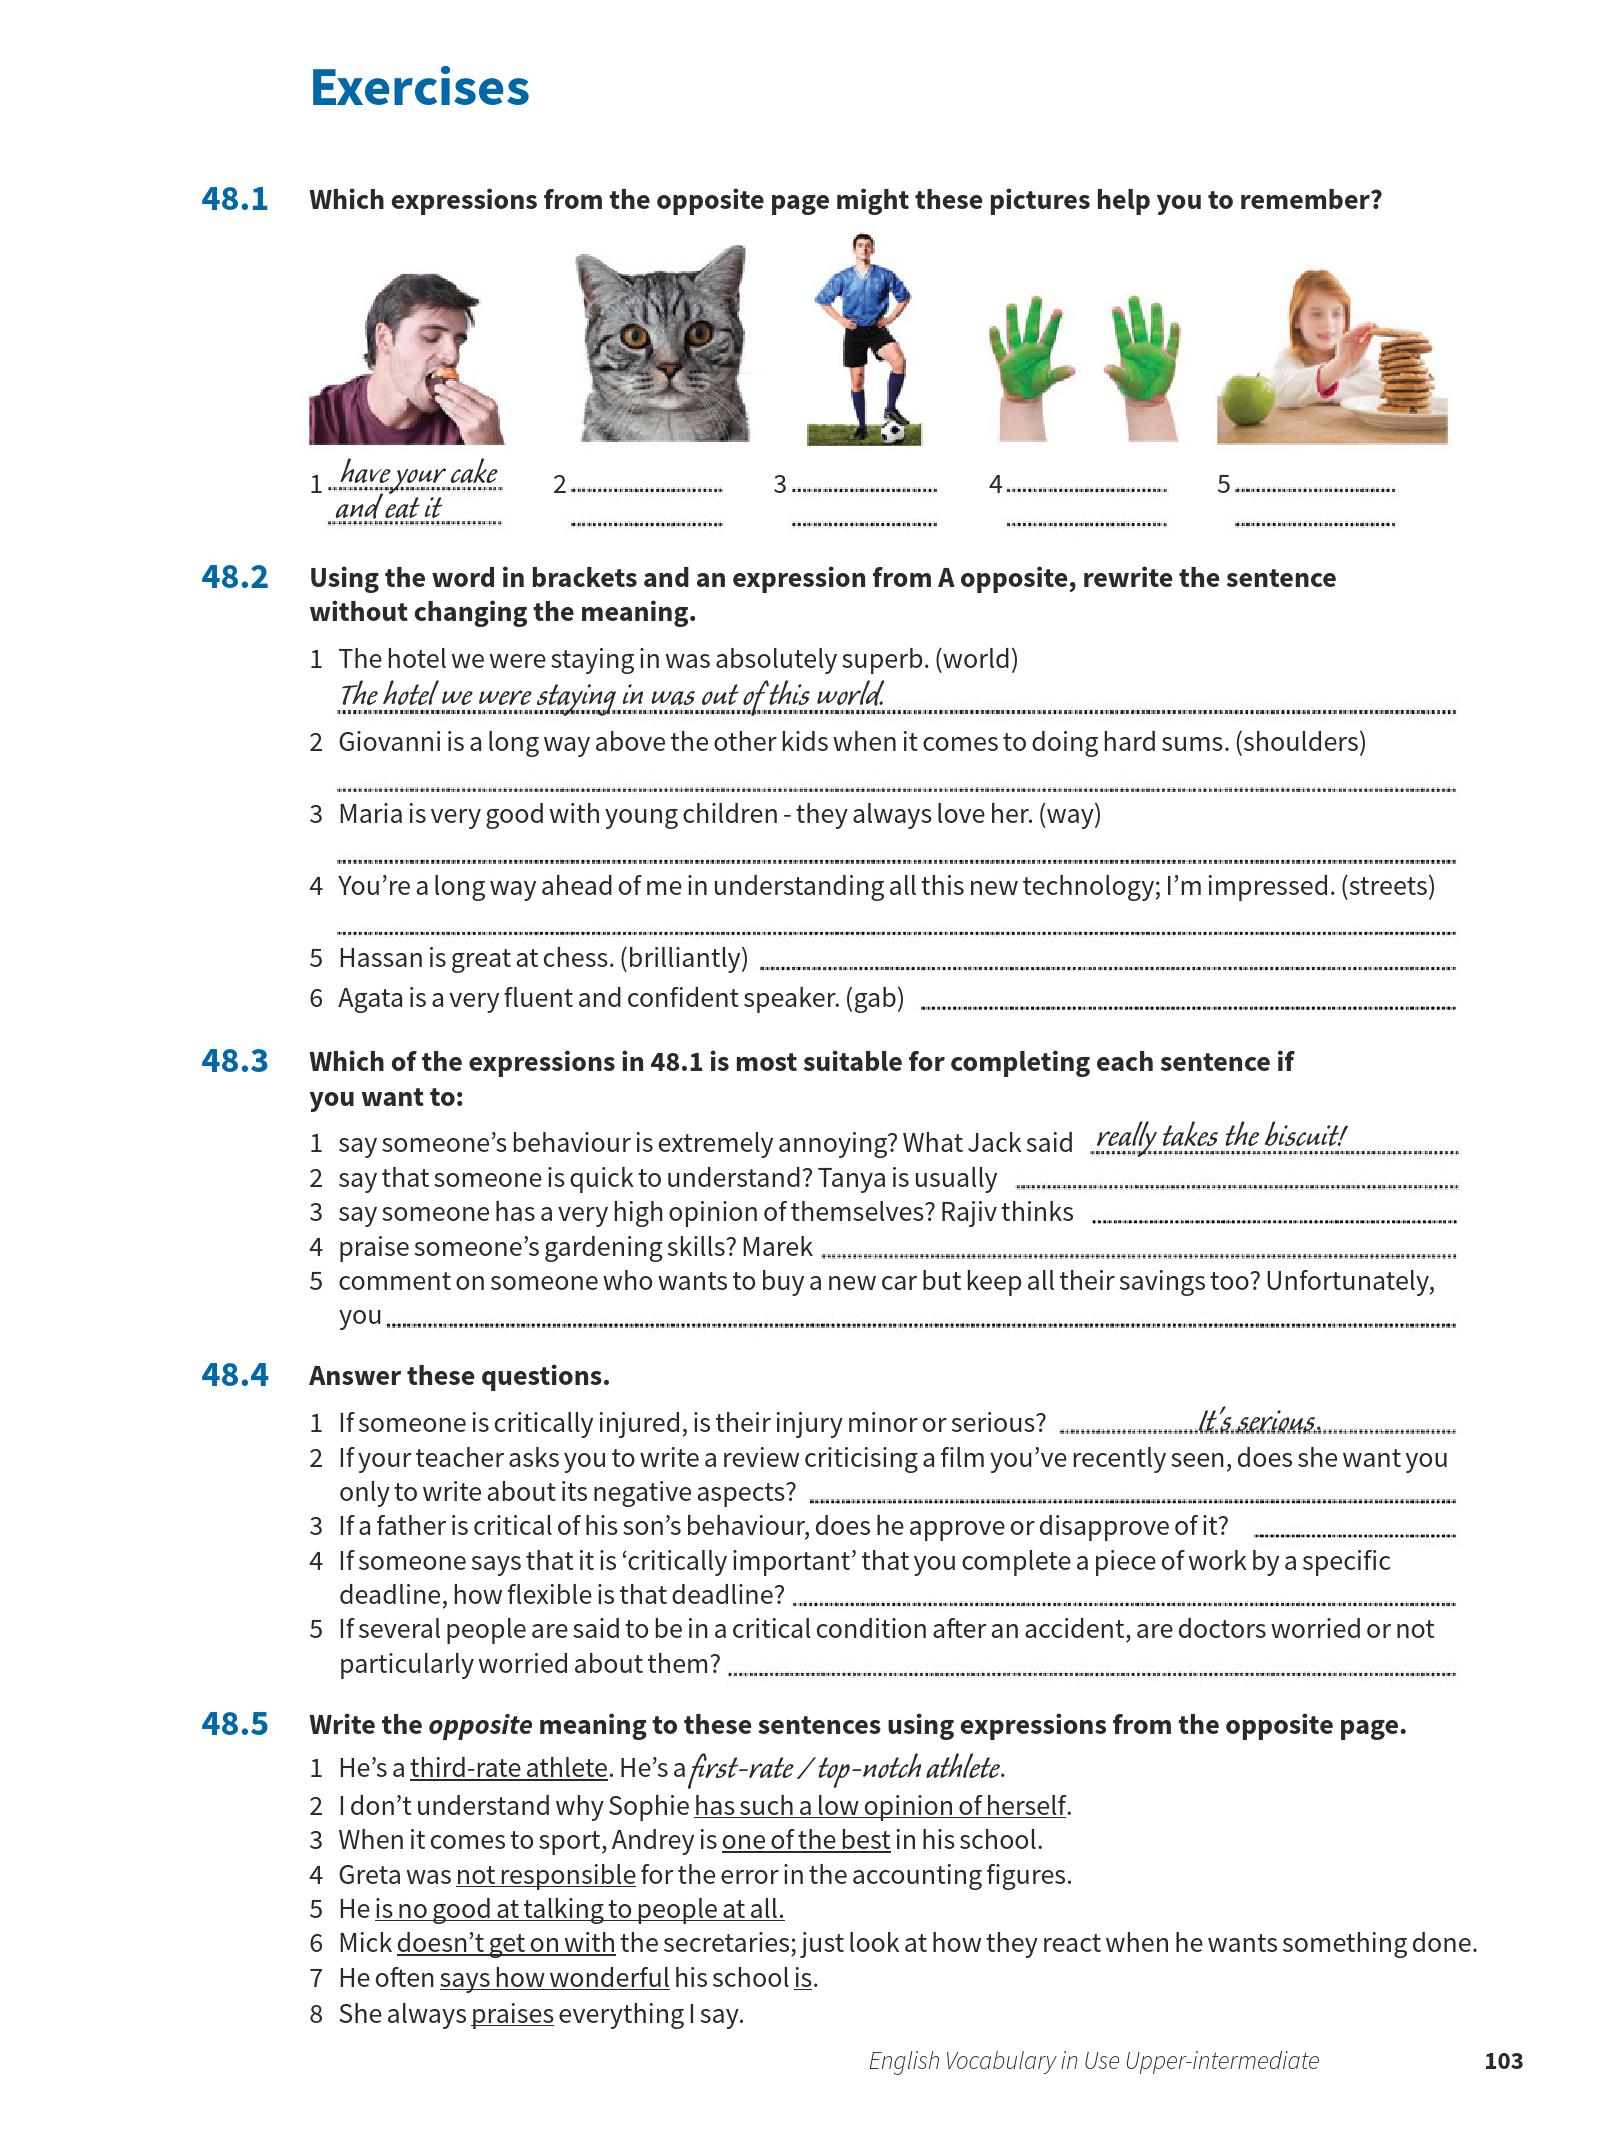 Exercises
48.1 Which expressions from the opposite page might these pictures help you to remember?
1 have your cake
and eat it
2
3
4
5
48.2 Using the word in brackets and an expression from A opposite, rewrite the sentence
without changing the meaning.
1 The hotel we were staying in was absolutely superb. (world)
The hotel we were staying in was out of this world.
2 Giovanni is a long way above the other kids when it comes to doing hard sums. (shoulders)
3 Maria is very good with young children - they always love her. (way)
4 You’re a long way ahead of me in understanding all this new technology; I’m impressed. (streets)
5 Hassan is great at chess. (brilliantly)
6 Agata is a very fluent and confident speaker. (gab)
48.3 Which of the expressions in 48.1 is most suitable for completing each sentence if
you want to:
1 say someone’s behaviour is extremely annoying? What Jack said really takes the biscuit!
2 say that someone is quick to understand? Tanya is usually
3 say someone has a very high opinion of themselves? Rajiv thinks
4 praise someone’s gardening skills? Marek
5 comment on someone who wants to buy a new car but keep all their savings too? Unfortunately,
you
48.4 Answer these questions.
1 If someone is critically injured, is their injury minor or serious? It’s serious.
2 If your teacher asks you to write a review criticising a film you’ve recently seen, does she want you
only to write about its negative aspects?
3 If a father is critical of his son’s behaviour, does he approve or disapprove of it?
4 If someone says that it is ‘critically important’ that you complete a piece of work by a specific
deadline, how flexible is that deadline?
5 If several people are said to be in a critical condition after an accident, are doctors worried or not
particularly worried about them?
48.5 Write the opposite meaning to these sentences using expressions from the opposite page.
1 He’s a third-rate athlete. He’s a first-rate / top-notch athlete.
2 I don’t understand why Sophie has such a low opinion of herself.
3 When it comes to sport, Andrey is one of the best in his school.
4 Greta was not responsible for the error in the accounting figures.
5 He is no good at talking to people at all.
6 Mick doesn’t get on with the secretaries; just look at how they react when he wants something done.
7 He often says how wonderful his school is.
8 She always praises everything I say.
English Vocabulary in Use Upper-intermediate 103